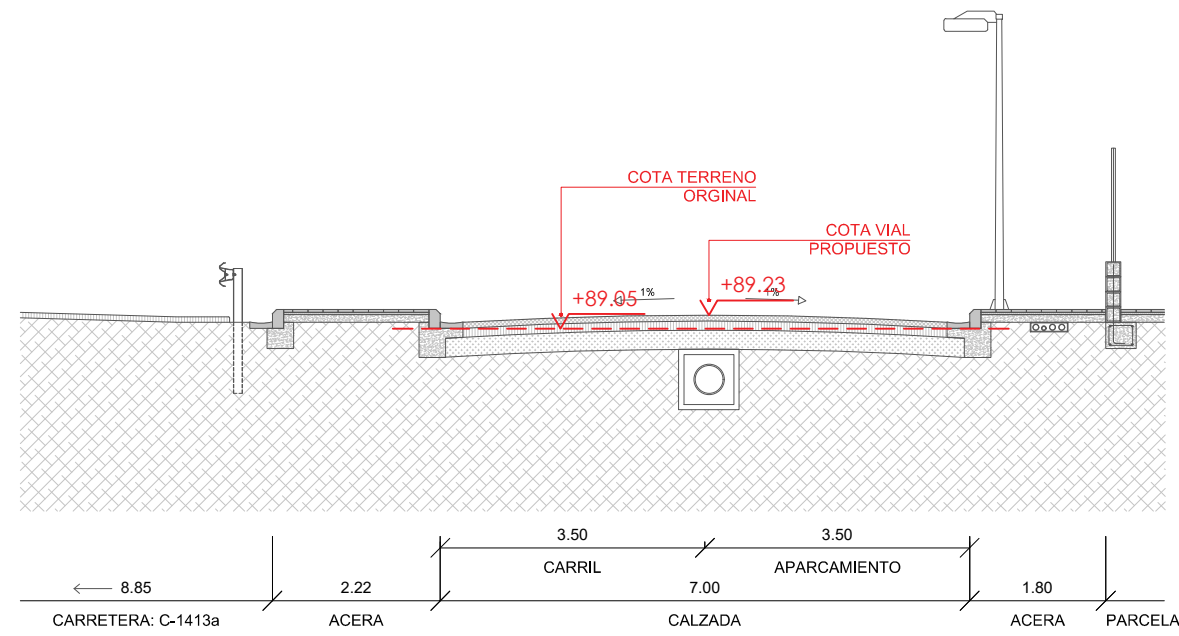 COTA TERRENO
ORGINAL
COTA VIAL
PROPUESTO
+89.05
1%
+89.23
1%
3.50
3.50
CARRIL
APARCAMIENTO
8.85
2.22
7.00
1.80
CARRETERA: C-1413a
ACERA
CALZADA
ACERA
PARCELA